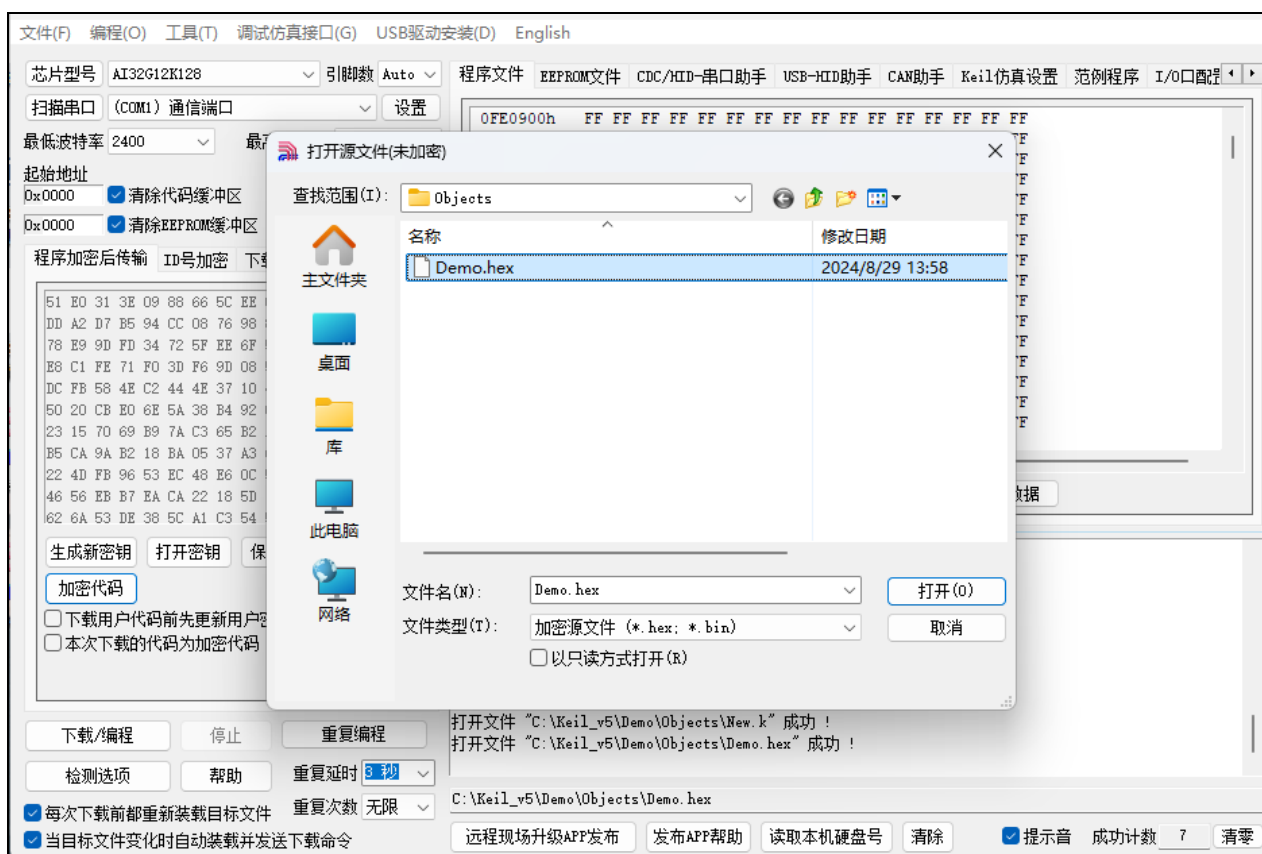 文件(F) 编程(O) 工具(T) 调试仿真接口(G) USB驱动安装(D) English
芯片型号 AI32G12K128 引脚数 Auto
程序文件 EEPROM文件 CDC/HID-串口助手 USB-HID助手 CAN助手 Keil仿真设置 范例程序 I/O口配
扫描串口 (COM1) 通信端口 设置
0FE0900h FF FF FF FF FF FF FF FF FF FF FF FF FF FF FF FF
最低波特率 2400 最
起始地址
0x0000 清除代码缓冲区
0x0000 清除EEPROM缓冲区
程序加密后传输 ID号加密 下
51 E0 31 3E 09 88 66 5C EE
DD A2 D7 B5 94 CC 08 76 98
78 E9 9D FD 34 72 5F EE 6F
E8 C1 FE 71 F0 3D F6 9D 08
DC FB 58 4E C2 44 4E 37 10
50 20 CB E0 6E 5A 38 B4 92
23 15 70 69 B9 7A C3 65 B2
B5 CA 9A B2 18 BA 05 37 A3
22 4D FB 96 53 EC 48 E6 0C
46 56 EB B7 EA CA 22 18 5D
62 6A 53 DE 38 5C A1 C3 54
生成新密钥 打开密钥 保
加密代码
下载用户代码前先更新用户
本次下载的代码为加密代码
打开源文件(未加密)
查找范围(I): Objects
名称 修改日期
Demo.hex 2024/8/29 13:58
主文件夹
桌面
库
此电脑
网络
文件名(N): Demo.hex 打开(O)
文件类型(T): 加密源文件 (*.hex; *.bin) 取消
以只读方式打开(R)
据
打开文件 "C:\Keil_v5\Demo\Objects\New.k" 成功 !
打开文件 "C:\Keil_v5\Demo\Objects\Demo.hex" 成功 !
下载/编程 停止 重复编程
检测选项 帮助 重复延时 3 秒
每次下载前都重新装载目标文件 重复次数 无限
C:\Keil_v5\Demo\Objects\Demo.hex
当目标文件变化时自动装载并发送下载命令
远程现场升级APP发布 发布APP帮助 读取本机硬盘号 清除 提示音 成功计数 7 清零